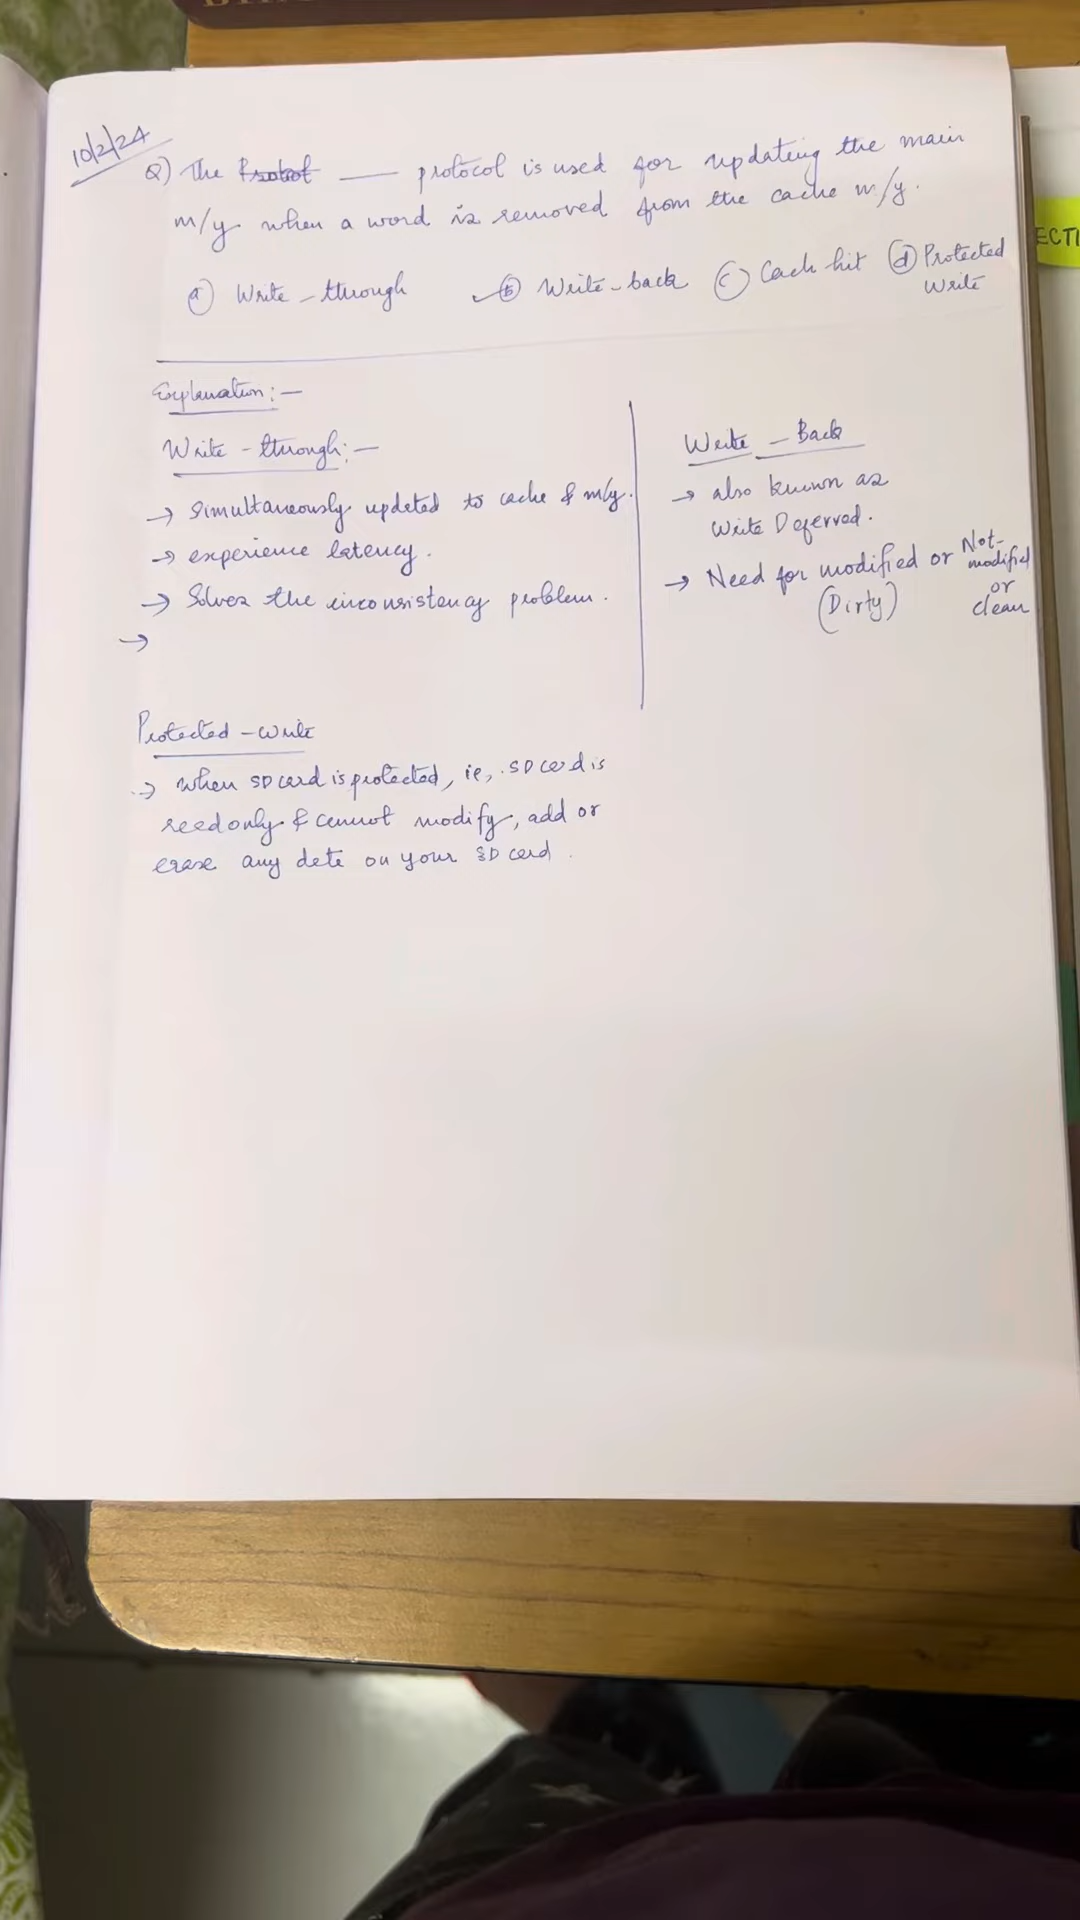 10/2/24
Q) The Protocol ___ protocol is used for updating the main
m/y when a word is removed from the cache m/y.
a) Write-through b) Write-back c) Cach hit d) Protected Write
Explanation:-
Write-through:-
→ Simultaneously updated to cache & m/y.
→ experience latency.
→ Solves the inconsistency problem.
→
Write-Back
→ also known as
Write Deferred.
→ Need for modified or Not-modified or clean
(Dirty)
Protected-write
→ When SD card is protected, ie, SD card is
readonly & cannot modify, add or
erase any data on your SD card.
ECTI